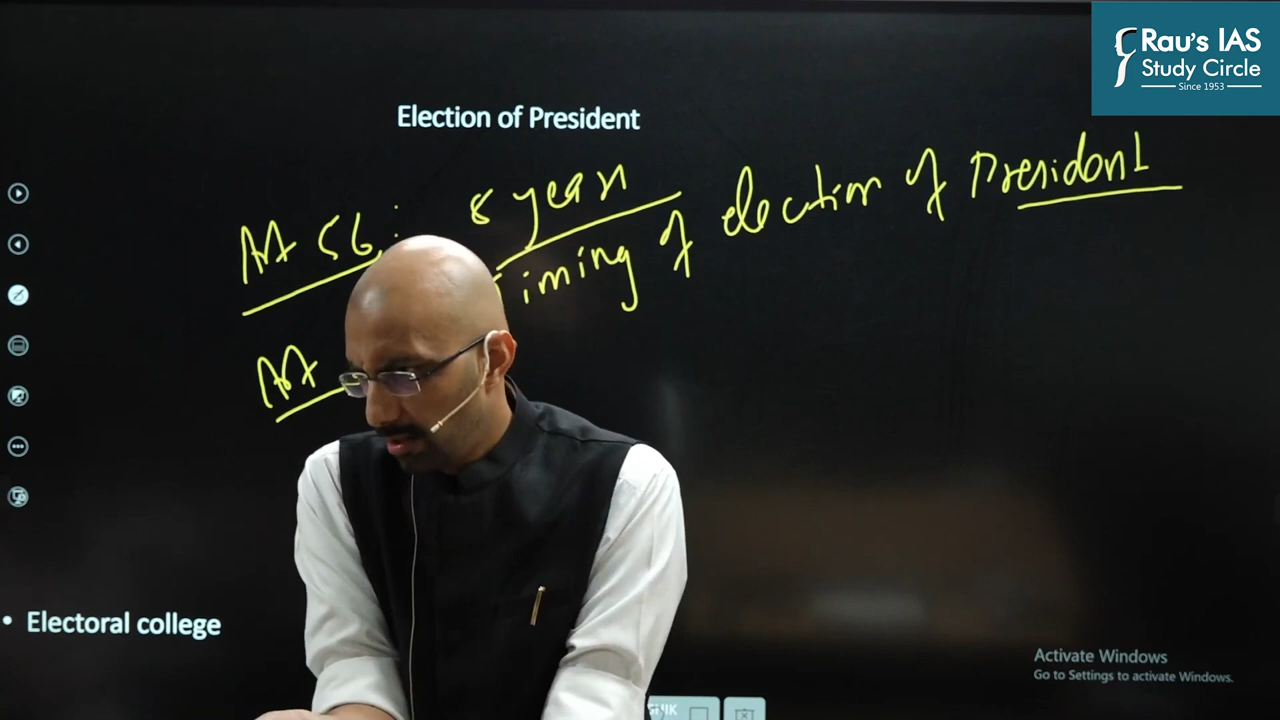 Rau's IAS
Study Circle
Since 1953
Election of President
Art 56: 5 years
Timing of election of President
Art
• Electoral college
Activate Windows
Go to Settings to activate Windows.